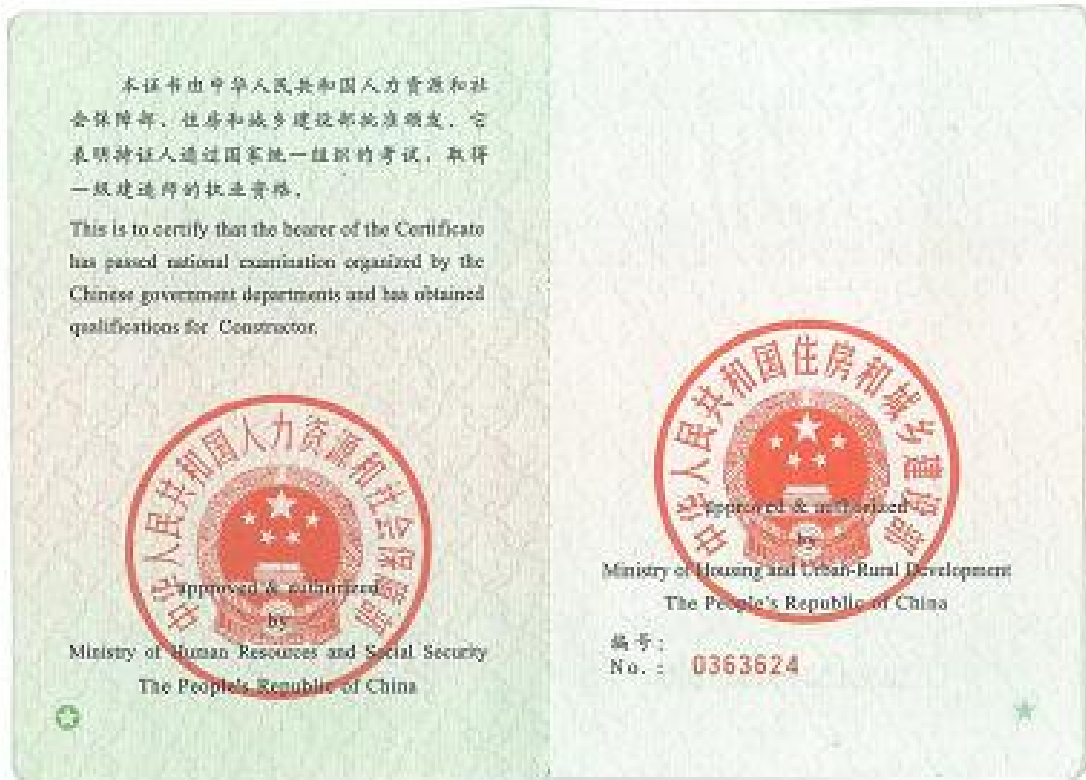 本证书由中华人民共和国人力资源和社
会保障部、住房和城乡建设部批准颁发，它
表明持证人通过国家统一组织的考试，取得
一级建造师的执业资格。
This is to certify that the bearer of the Certificate
has passed national examination organized by the
Chinese government departments and has obtained
qualifications for Constructor.
中华人民共和国人力资源和社会保障部
approved & authorized
by
Ministry of Human Resources and Social Security
The People's Republic of China
中华人民共和国住房和城乡建设部
approved & authorized
by
Ministry of Housing and Urban-Rural Development
The People's Republic of China
编号：
No. : 0363624